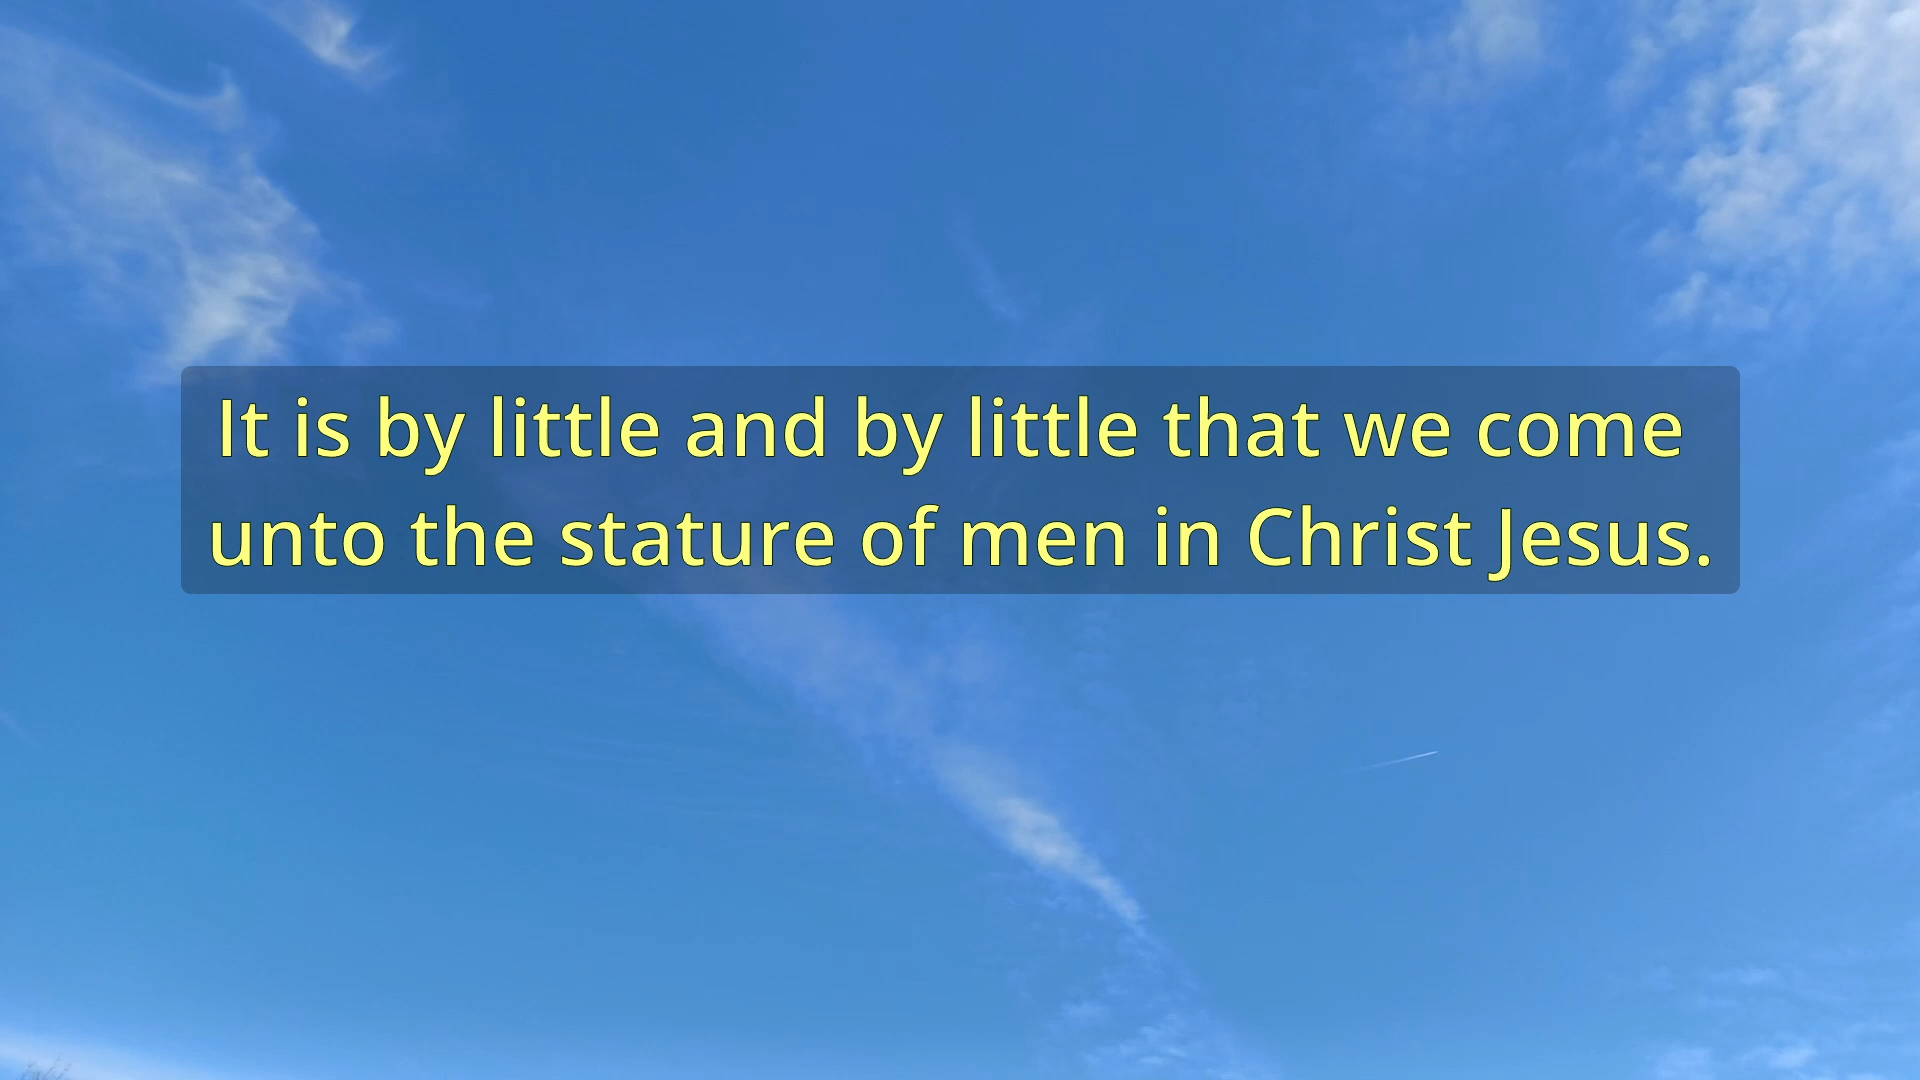 It is by little and by little that we come
unto the stature of men in Christ Jesus.